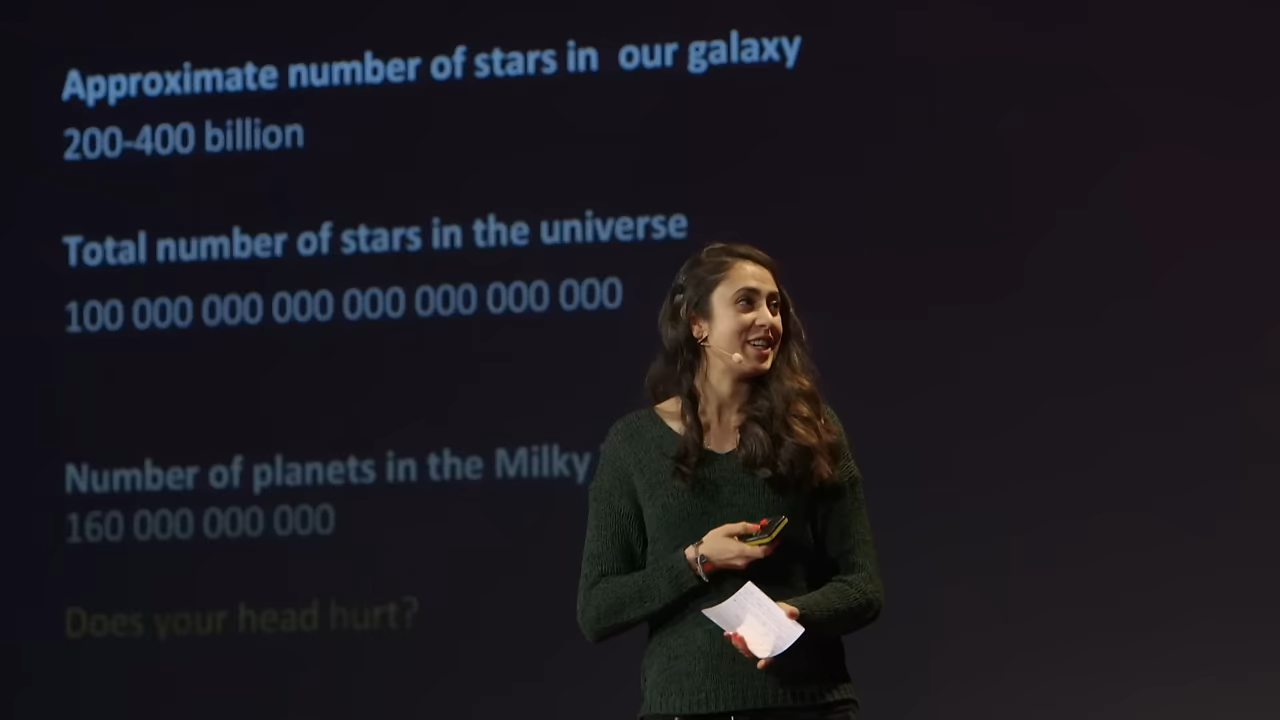 Approximate number of stars in our galaxy
200-400 billion
Total number of stars in the universe
100 000 000 000 000 000 000 000
Number of planets in the Milky
160 000 000 000
Does your head hurt?